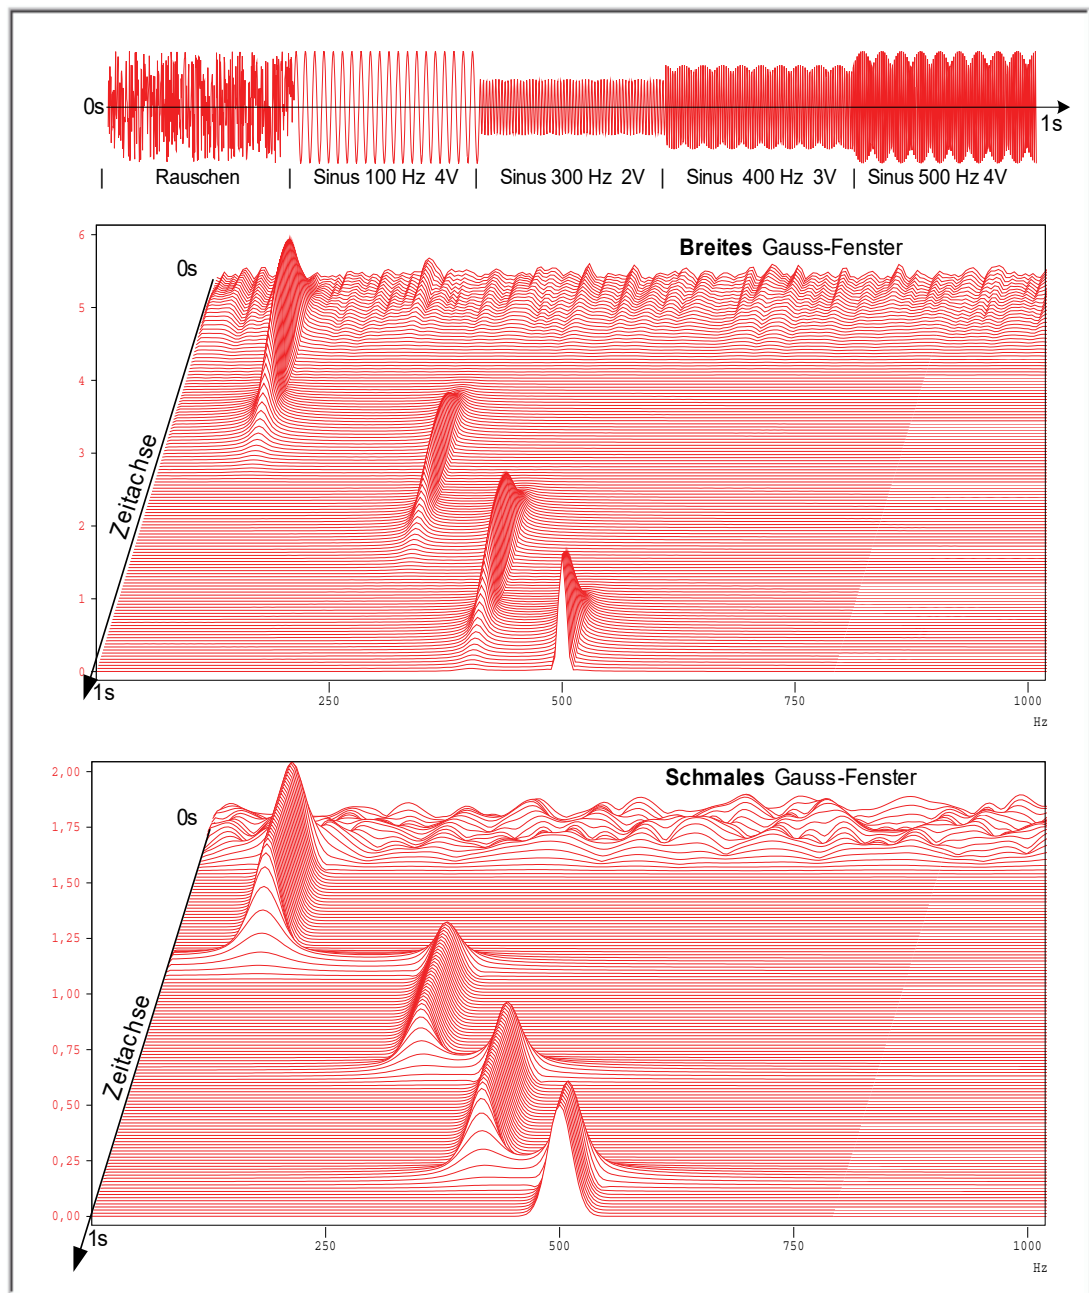 0s
1s
| Rauschen | Sinus 100 Hz 4V | Sinus 300 Hz 2V | Sinus 400 Hz 3V | Sinus 500 Hz 4V
Breites Gauss-Fenster
0s
6
5
4
3
2
1
0
Zeitachse
1s
250 500 750 1000
Hz
Schmales Gauss-Fenster
0s
2,00
1,75
1,50
1,25
1,00
0,75
0,50
0,25
0,00
Zeitachse
1s
250 500 750 1000
Hz